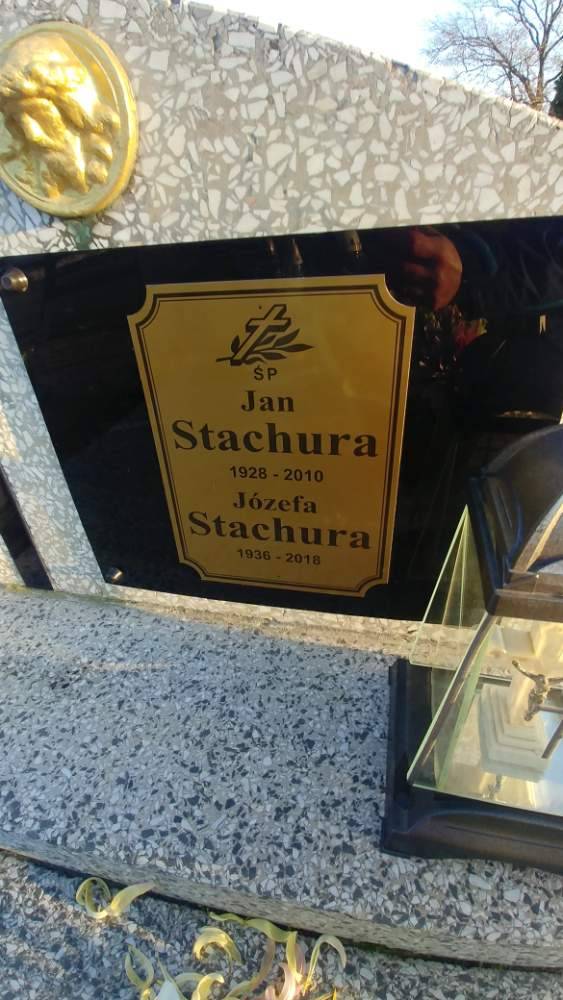 ŚP
Jan
Stachura
1928 - 2010
Józefa
Stachura
1936 - 2018